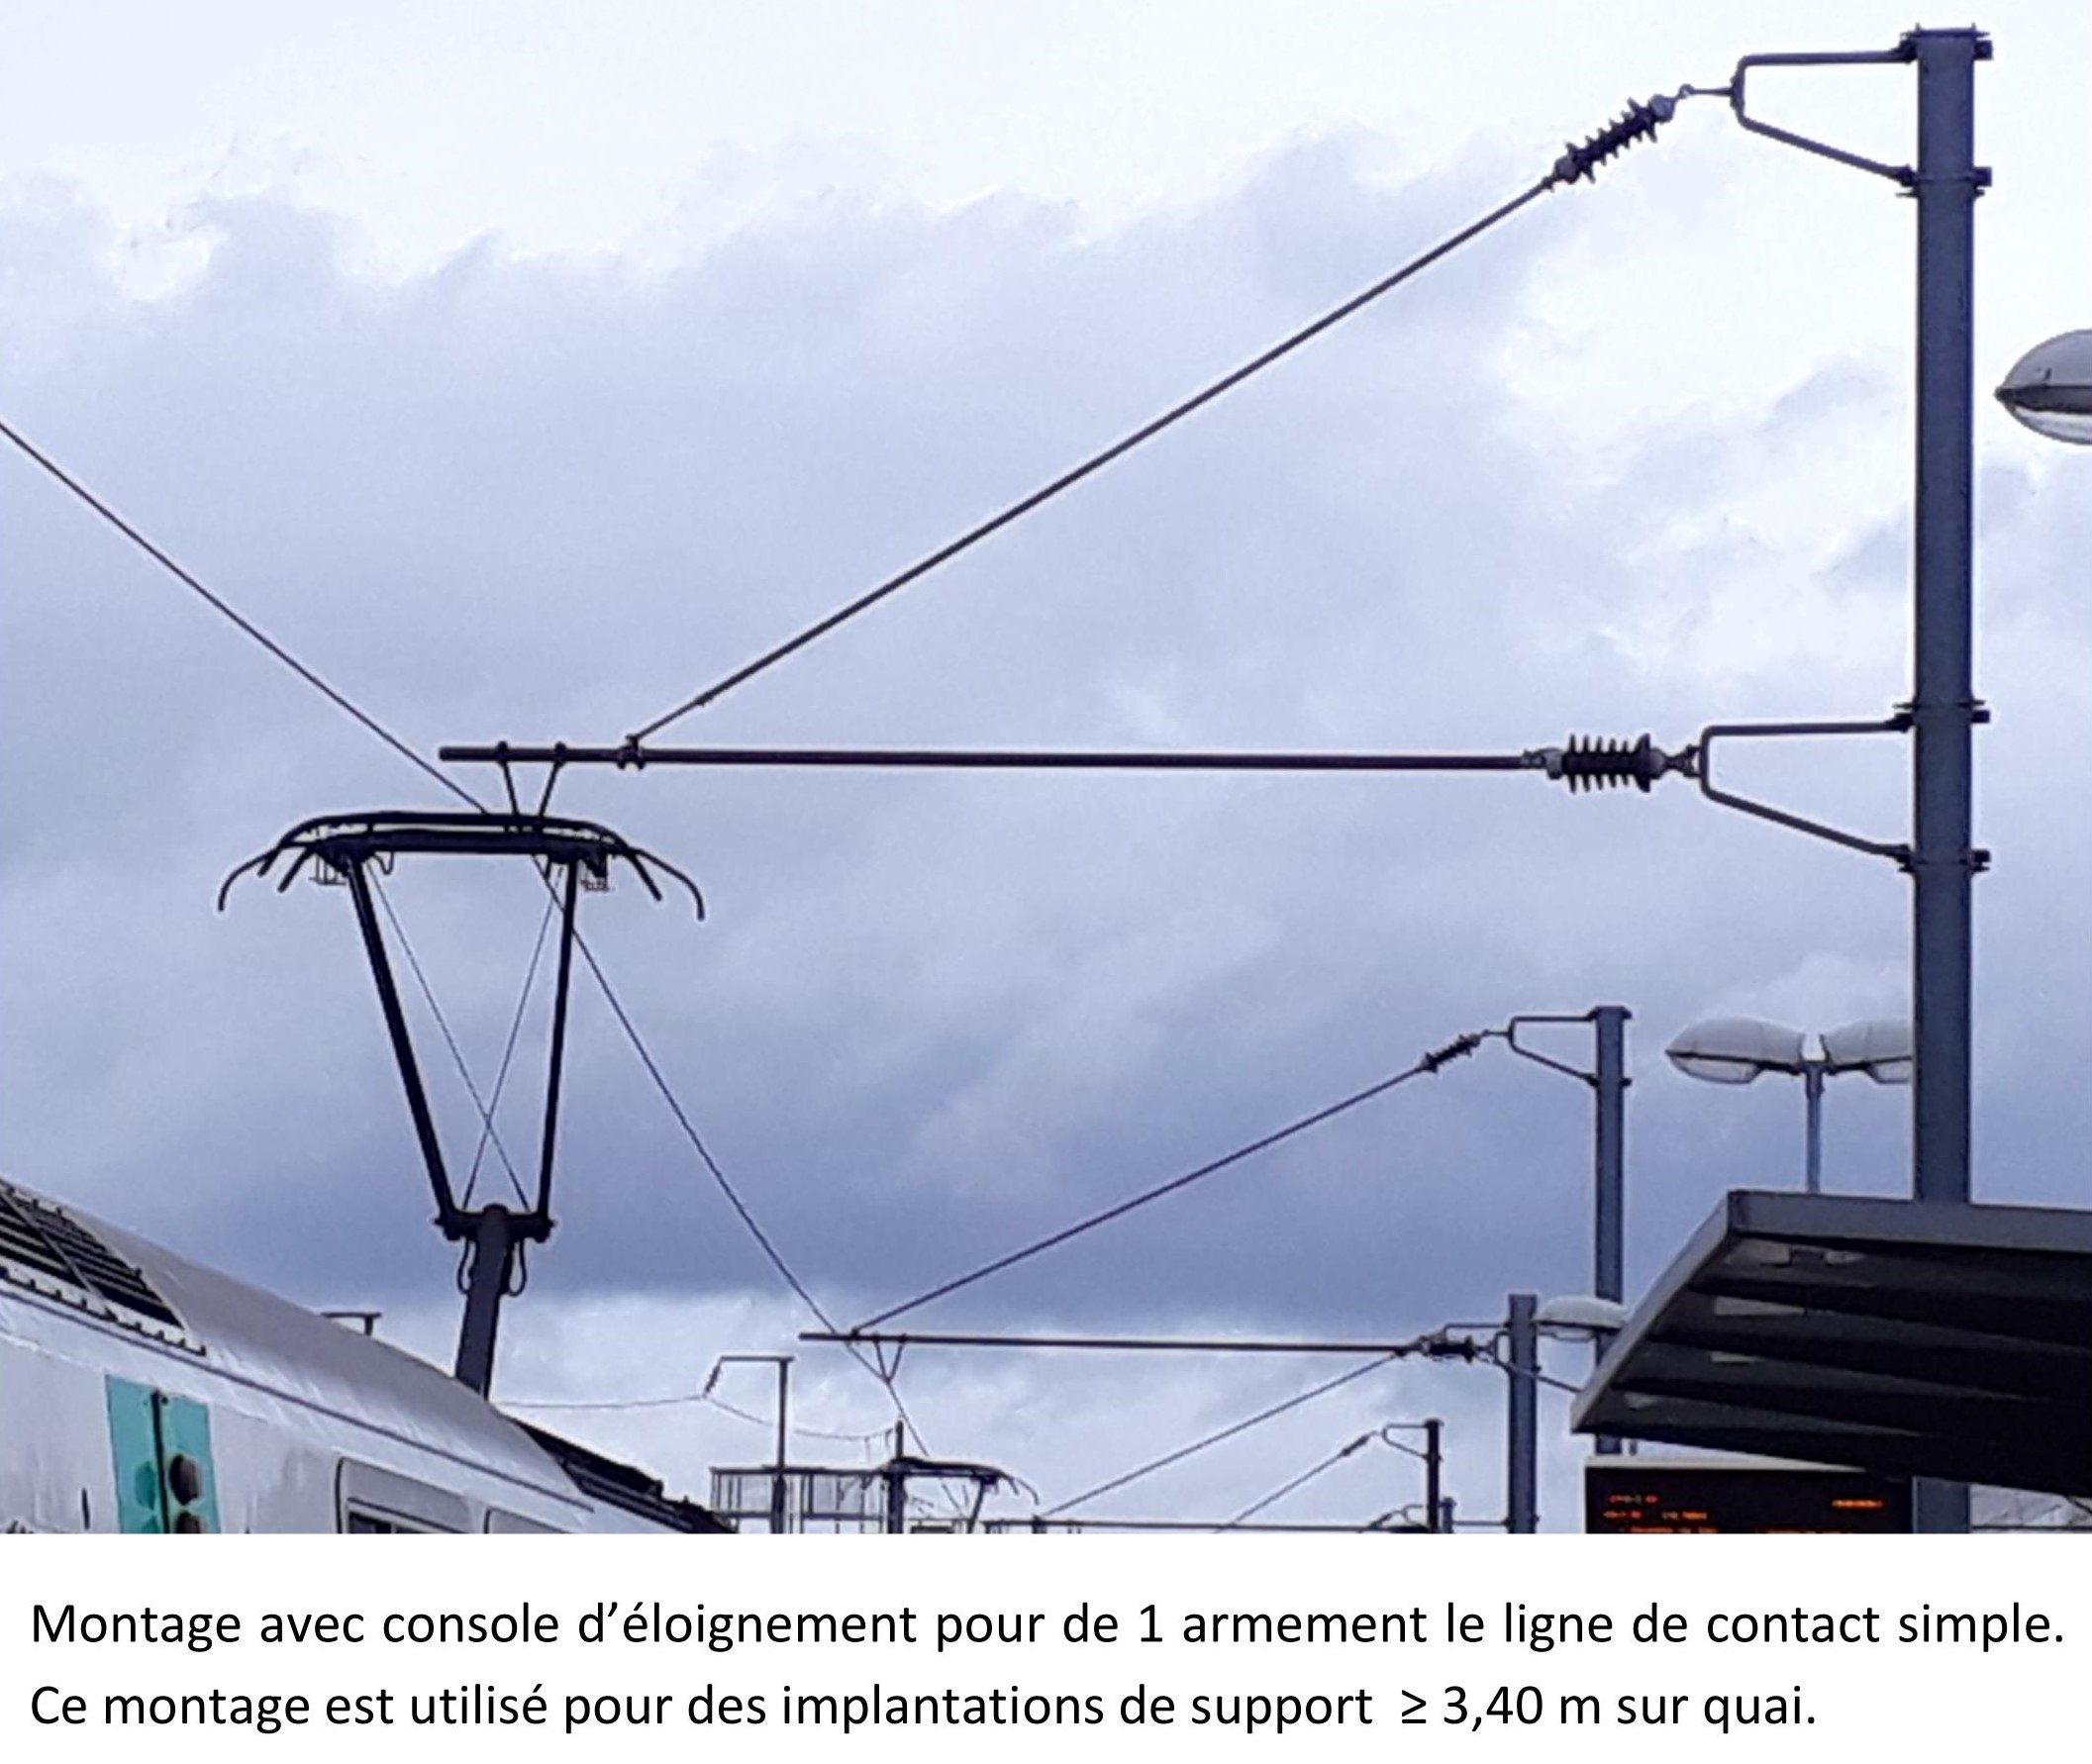 Montage avec console d’éloignement pour de 1 armement le ligne de contact simple.
Ce montage est utilisé pour des implantations de support ≥ 3,40 m sur quai.